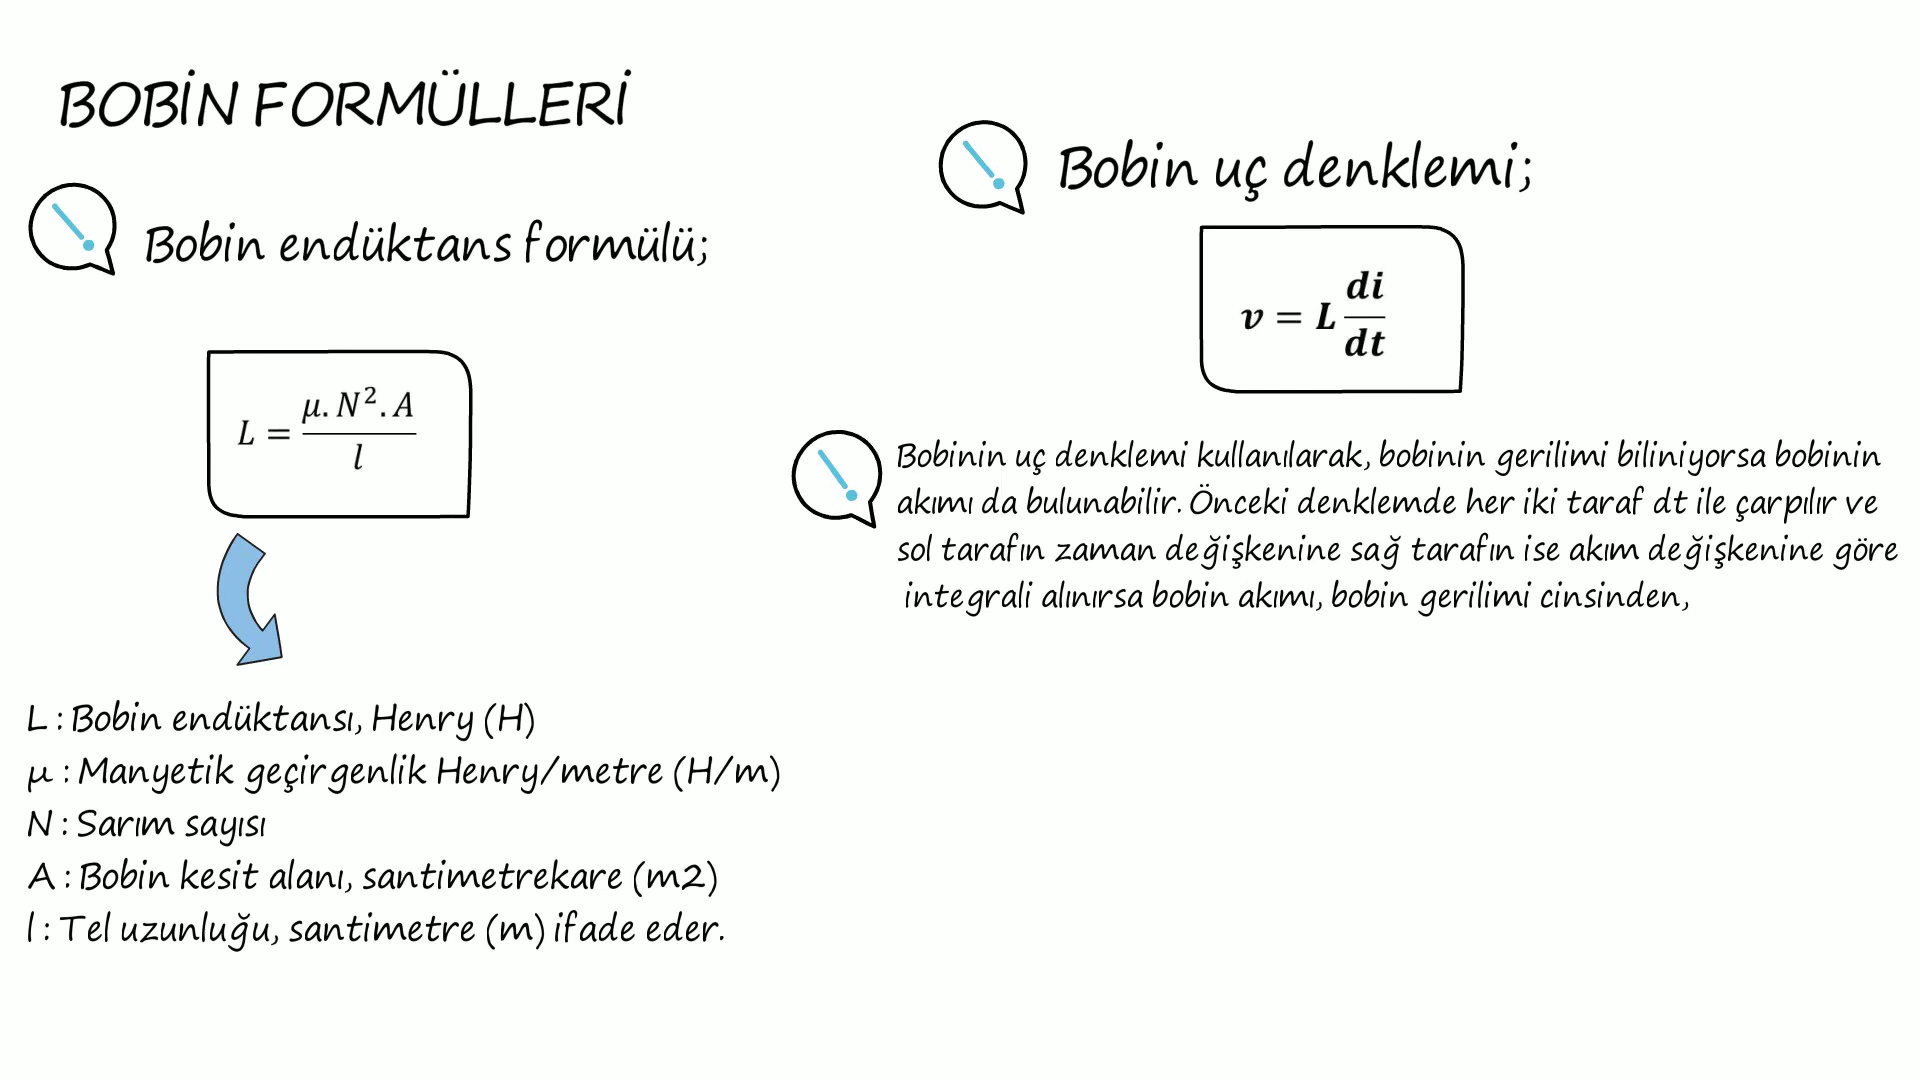 BOBİN FORMÜLLERİ
Bobin endüktans formülü;
L = μ. N². A / l
L : Bobin endüktansı, Henry (H)
μ : Manyetik geçirgenlik Henry/metre (H/m)
N : Sarım sayısı
A : Bobin kesit alanı, santimetrekare (m2)
l : Tel uzunluğu, santimetre (m) ifade eder.
Bobin uç denklemi;
v = L di/dt
Bobinin uç denklemi kullanılarak, bobinin gerilimi biliniyorsa bobinin
akımı da bulunabilir. Önceki denklemde her iki taraf dt ile çarpılır ve
sol tarafın zaman değişkenine sağ tarafın ise akım değişkenine göre
integrali alınırsa bobin akımı, bobin gerilimi cinsinden,